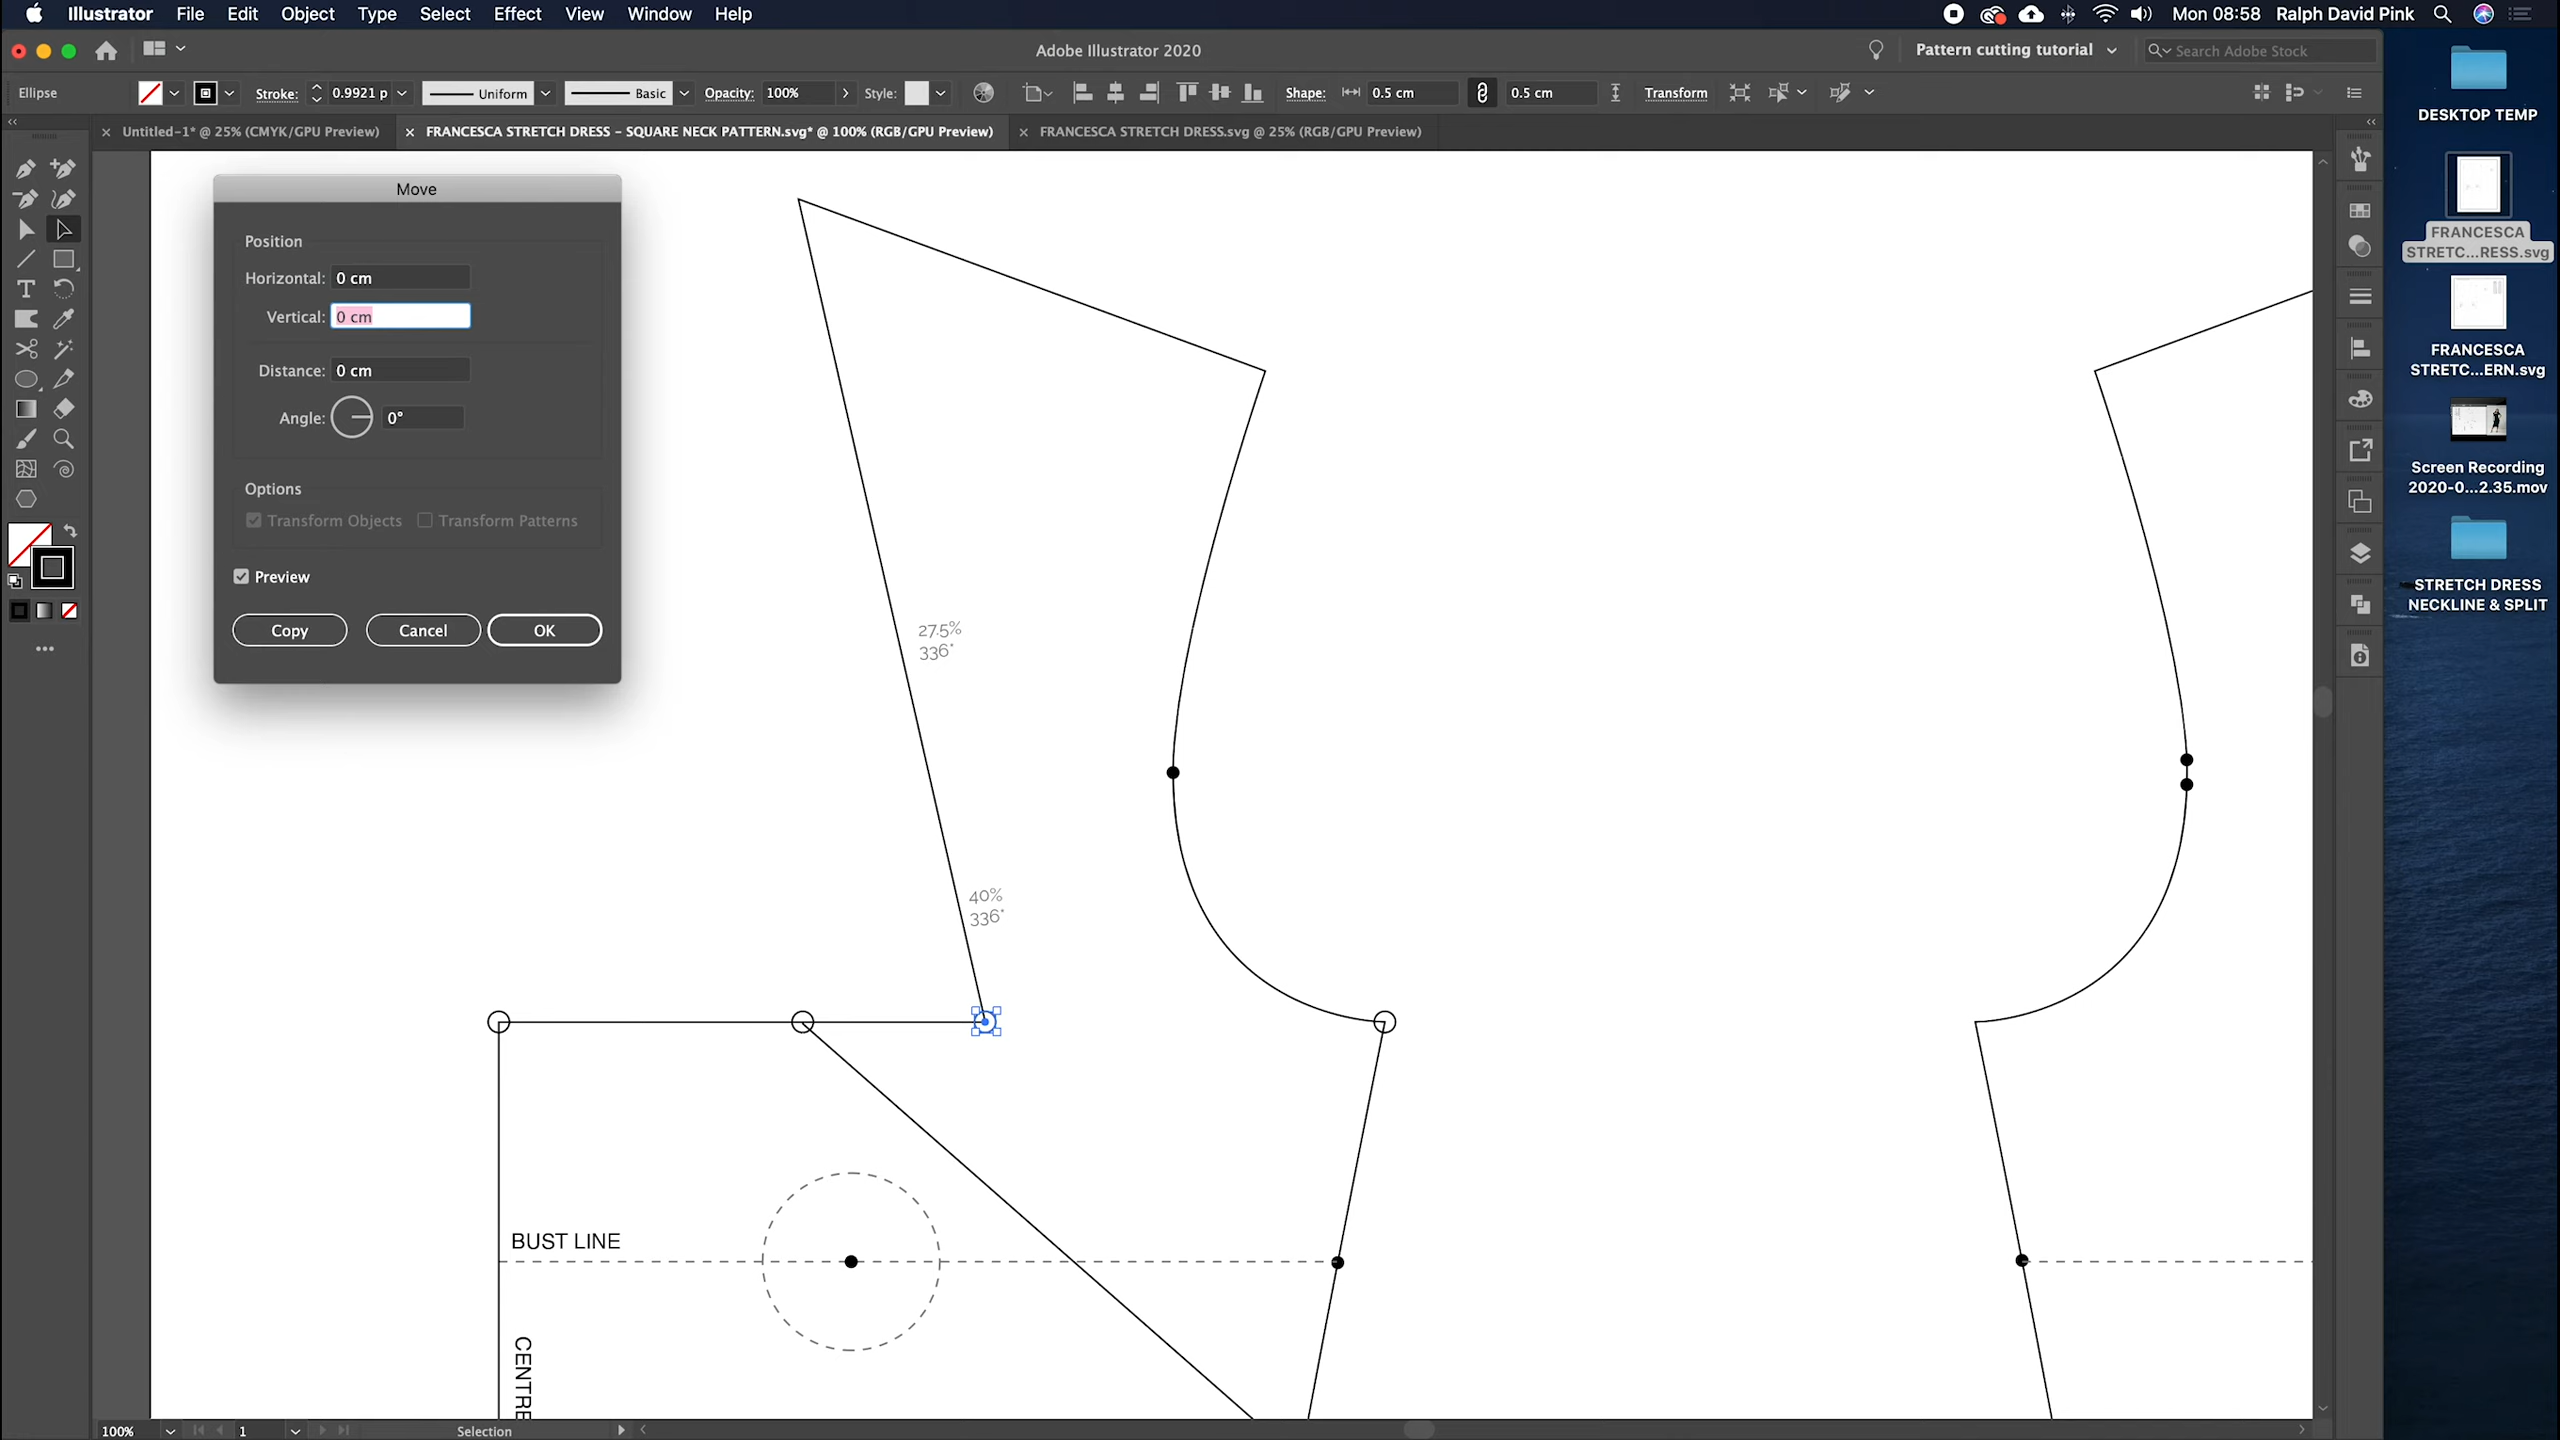 Illustrator File Edit Object Type Select Effect View Window Help Mon 08:58 Ralph David Pink
Adobe Illustrator 2020 Pattern cutting tutorial Search Adobe Stock
Ellipse Stroke: 0.9921 p Uniform Basic Opacity: 100% Style: Shape: 0.5 cm 0.5 cm Transform
Untitled-1* @ 25% (CMYK/GPU Preview) FRANCESCA STRETCH DRESS – SQUARE NECK PATTERN.svg* @ 100% (RGB/GPU Preview) FRANCESCA STRETCH DRESS.svg @ 25% (RGB/GPU Preview)
Move
Position
Horizontal: 0 cm
Vertical: 0 cm
Distance: 0 cm
Angle: 0°
Options
Transform Objects Transform Patterns
Preview
Copy Cancel OK
27.5%
336°
40%
336°
BUST LINE
CENTRE
100% 1 Selection
DESKTOP TEMP
FRANCESCA
STRETC...RESS.svg
FRANCESCA
STRETC...ERN.svg
Screen Recording
2020-0...2.35.mov
STRETCH DRESS
NECKLINE & SPLIT